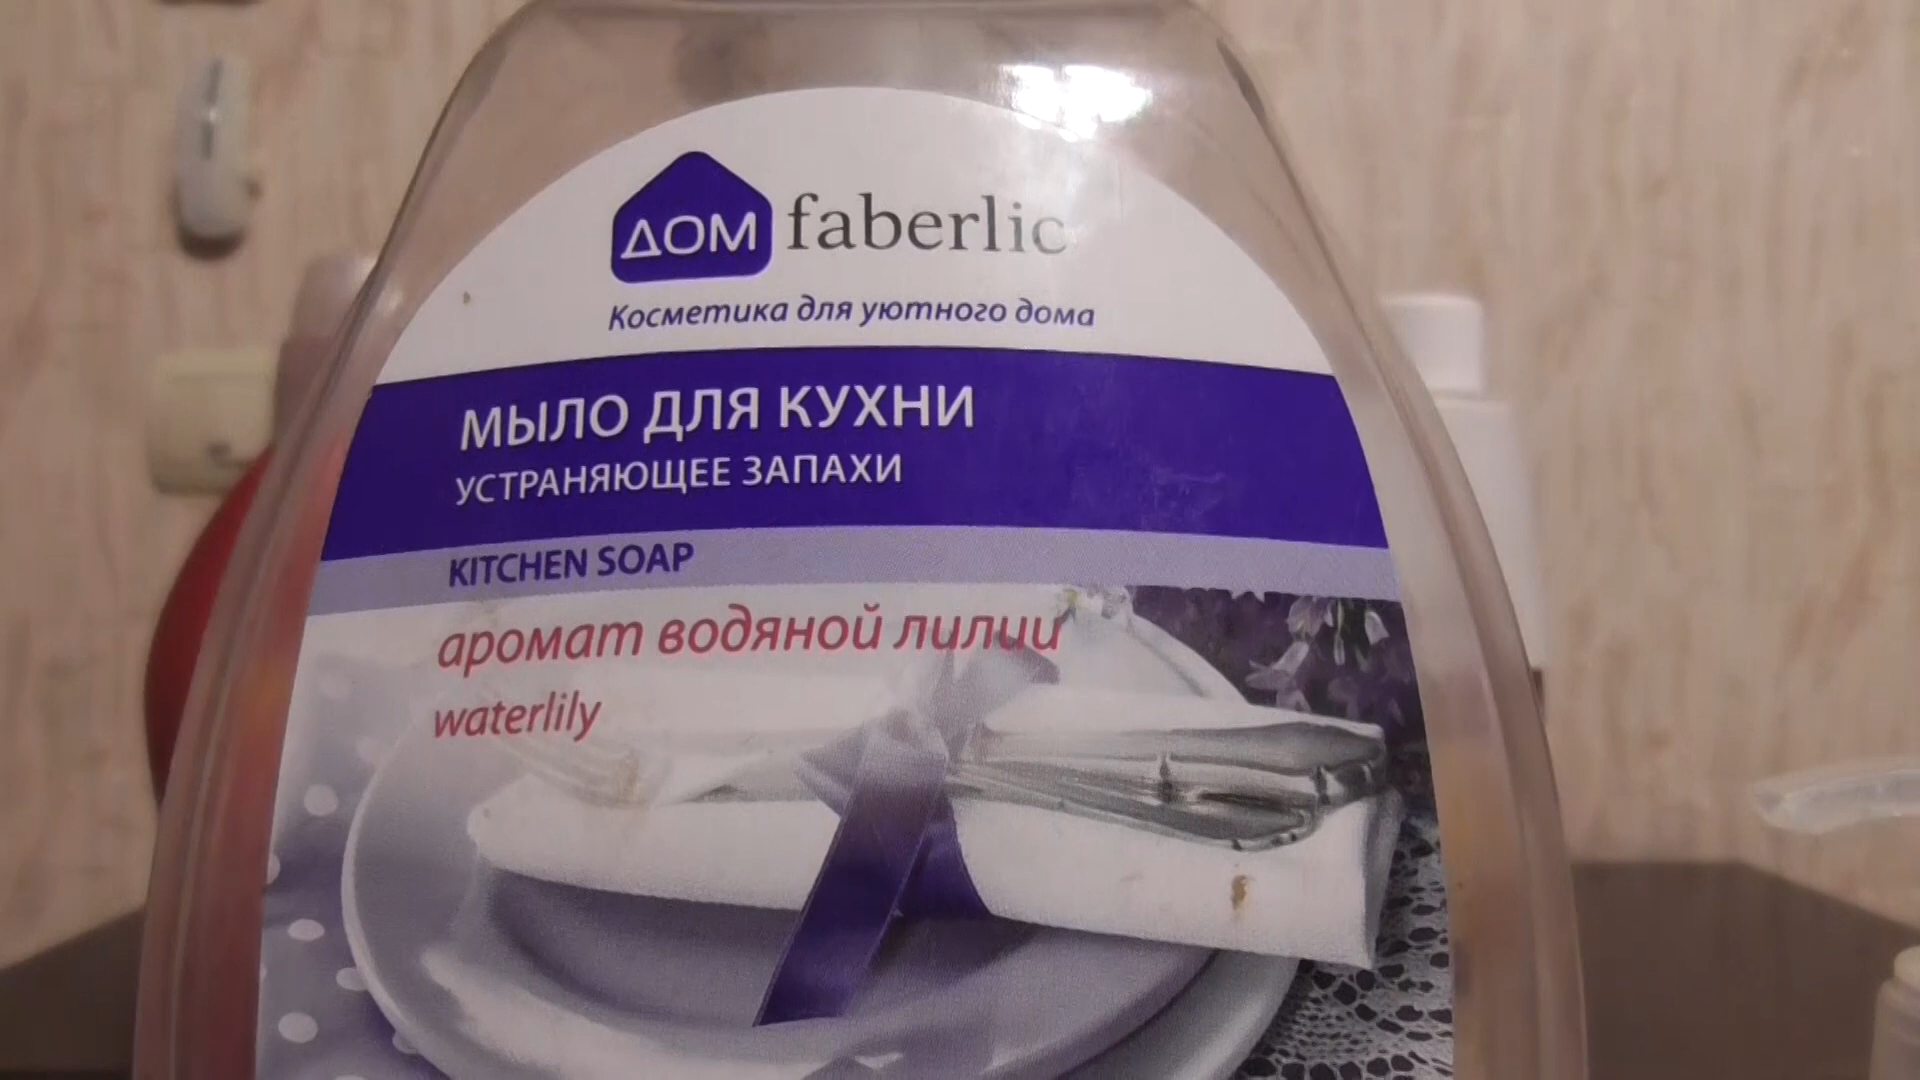 ДОМ faberlic
Косметика для уютного дома
МЫЛО ДЛЯ КУХНИ
УСТРАНЯЮЩЕЕ ЗАПАХИ
KITCHEN SOAP
аромат водяной лилии
waterlily